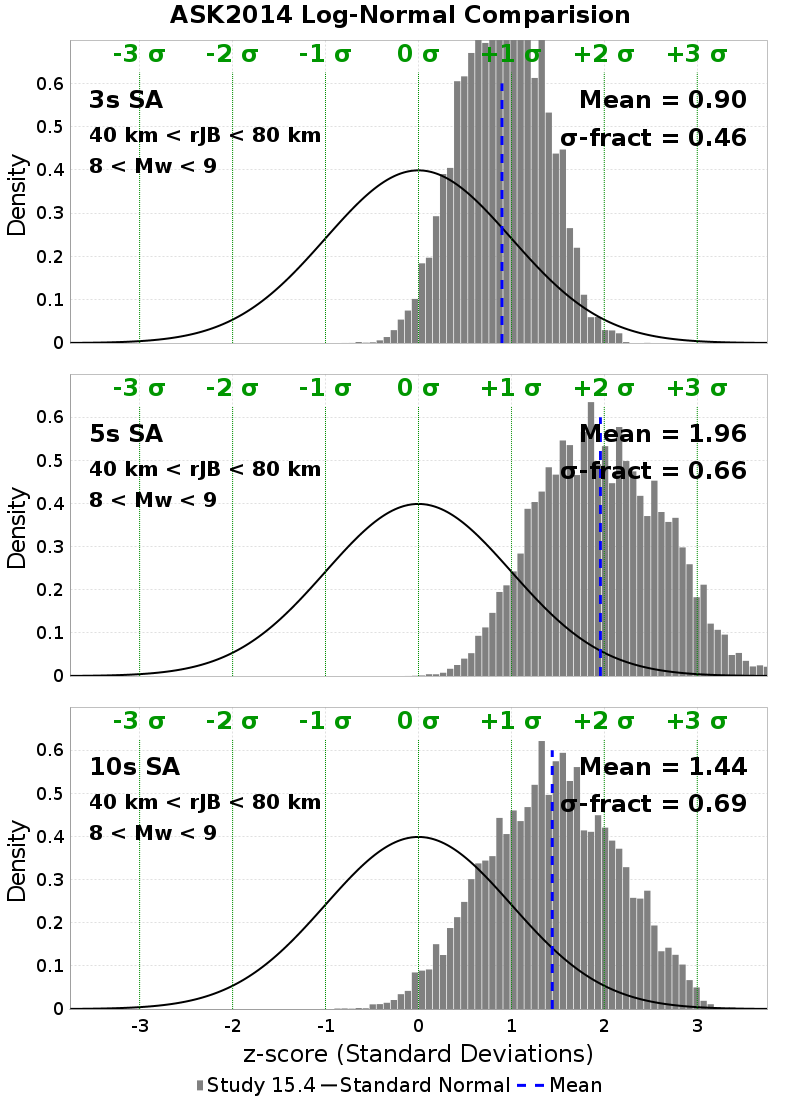 ASK2014 Log-Normal Comparision
-3 σ -2 σ -1 σ 0 σ +1 σ +2 σ +3 σ
3s SA
40 km < rJB < 80 km
8 < Mw < 9
Mean = 0.90
σ-fract = 0.46
Density
0.6
0.5
0.4
0.3
0.2
0.1
0
-3 σ -2 σ -1 σ 0 σ +1 σ +2 σ +3 σ
5s SA
40 km < rJB < 80 km
8 < Mw < 9
Mean = 1.96
σ-fract = 0.66
Density
0.6
0.5
0.4
0.3
0.2
0.1
0
-3 σ -2 σ -1 σ 0 σ +1 σ +2 σ +3 σ
10s SA
40 km < rJB < 80 km
8 < Mw < 9
Mean = 1.44
σ-fract = 0.69
Density
0.6
0.5
0.4
0.3
0.2
0.1
0
-3 -2 -1 0 1 2 3
z-score (Standard Deviations)
Study 15.4 Standard Normal Mean